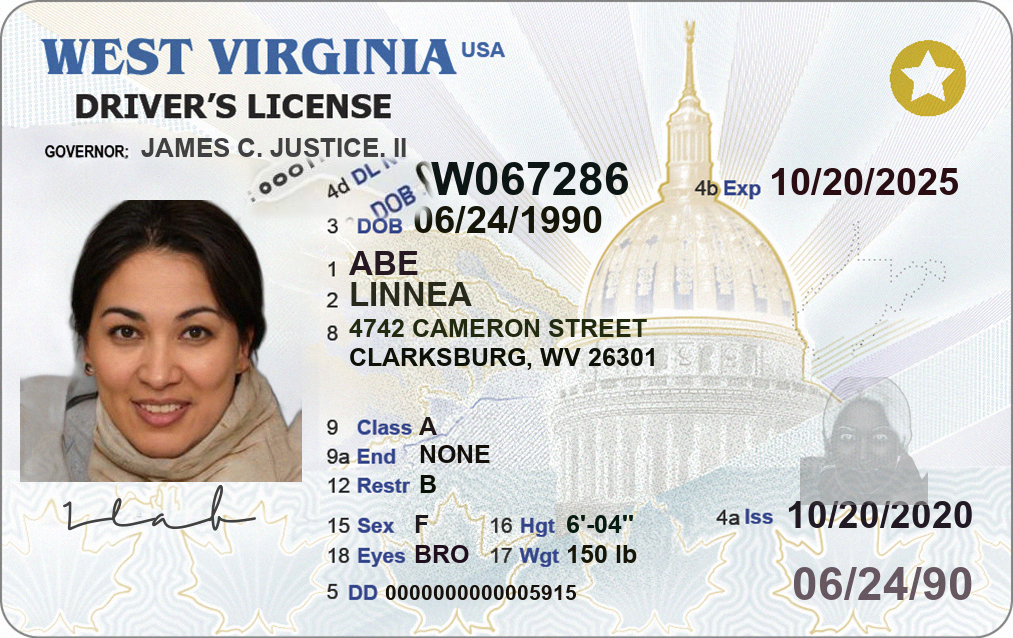 WEST VIRGINIA USA
DRIVER'S LICENSE
GOVERNOR: JAMES C. JUSTICE. II
4d DL W067286 4b Exp 10/20/2025
DOB
3 DOB 06/24/1990
1 ABE
2 LINNEA
8 4742 CAMERON STREET
CLARKSBURG, WV 26301
9 Class A
9a End NONE
12 Restr B
15 Sex F 16 Hgt 6'-04" 4a Iss 10/20/2020
18 Eyes BRO 17 Wgt 150 lb
5 DD 0000000000005915 06/24/90